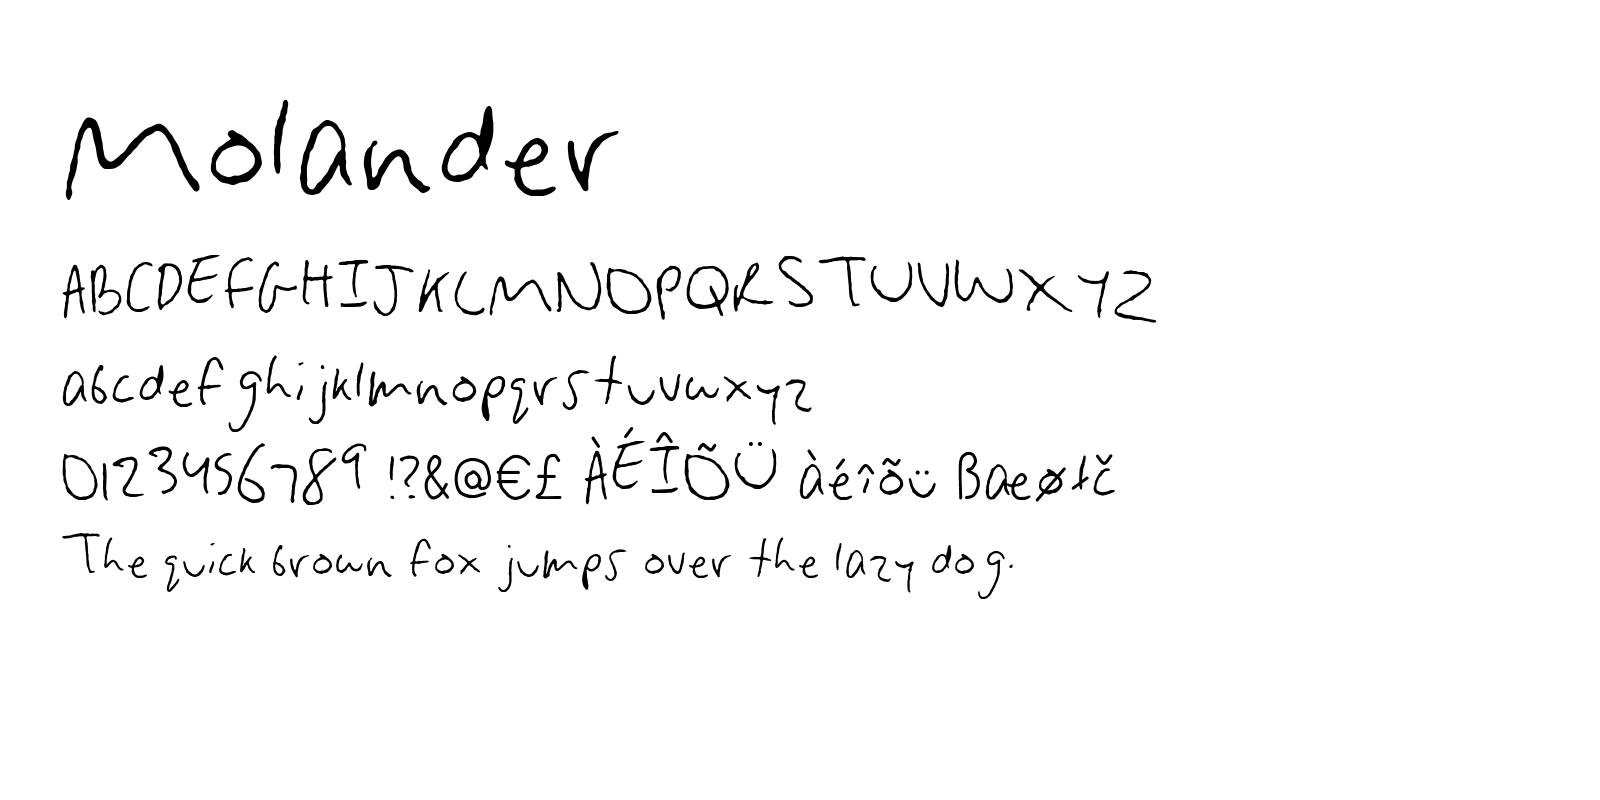 Molander
ABCDEFGHIJKLMNOPQRSTUVWXYZ
abcdefghijklmnopqrstuvwxyz
0123456789 !?&@€£ ÀÉÎÕÜ àéîõü ßæøłč
The quick brown fox jumps over the lazy dog.